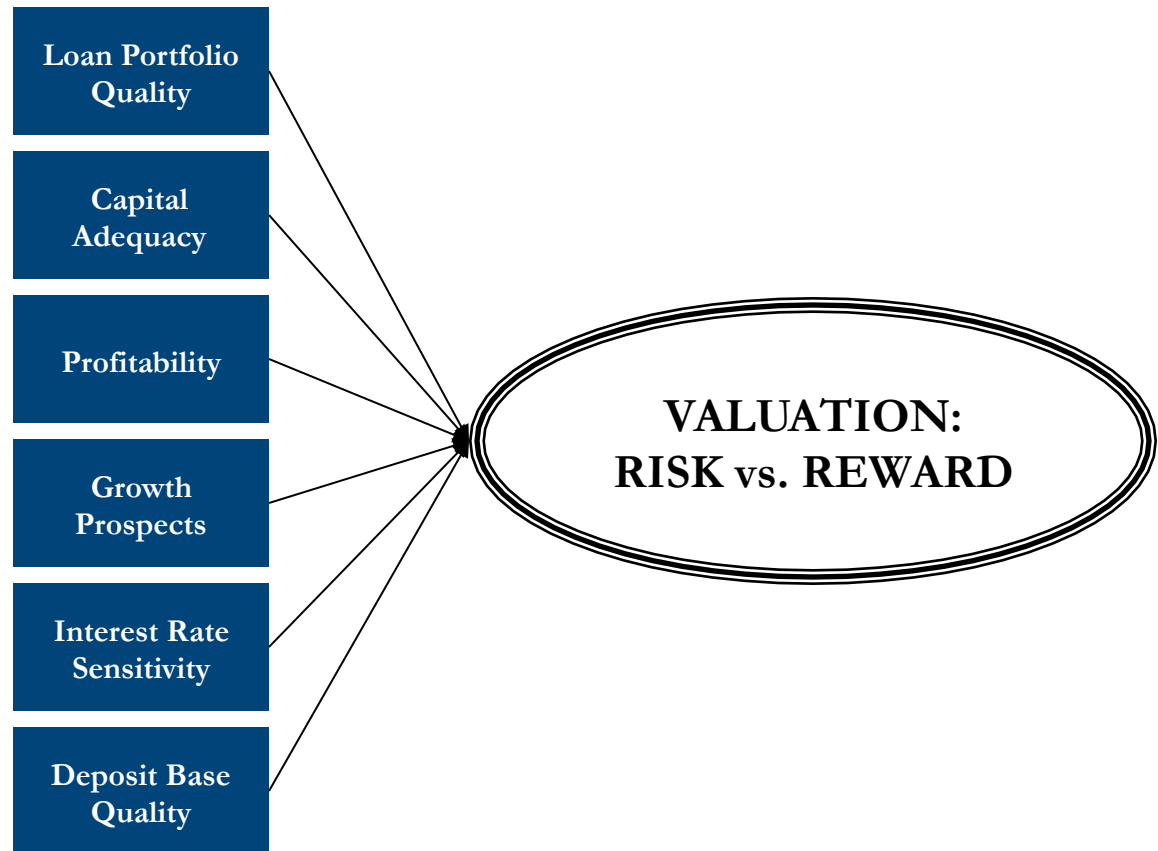 Loan Portfolio
Quality
Capital
Adequacy
Profitability
Growth
Prospects
Interest Rate
Sensitivity
Deposit Base
Quality
VALUATION:
RISK vs. REWARD